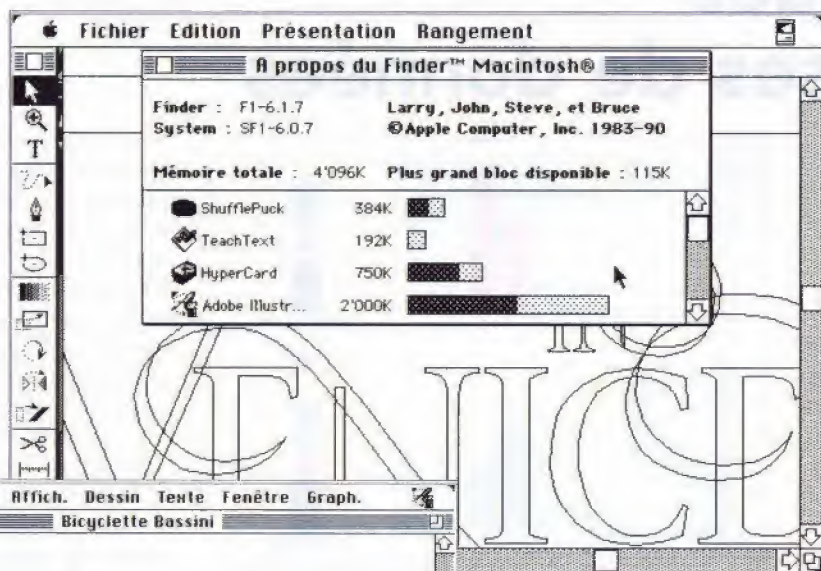 Fichier Edition Présentation Rangement
A propos du Finder™ Macintosh®
Finder : F1-6.1.7 Larry, John, Steve, et Bruce
System : SF1-6.0.7 ©Apple Computer, Inc. 1983-90
Mémoire totale : 4'096K Plus grand bloc disponible : 115K
ShufflePuck 384K
TeachText 192K
HyperCard 750K
Adobe Illustr... 2'000K
T
Affich. Dessin Texte Fenêtre Graph.
Bicyclette Bassini